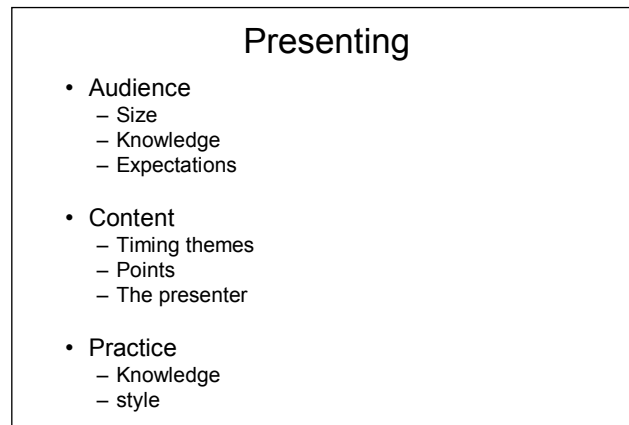 Presenting
• Audience
– Size
– Knowledge
– Expectations
• Content
– Timing themes
– Points
– The presenter
• Practice
– Knowledge
– style